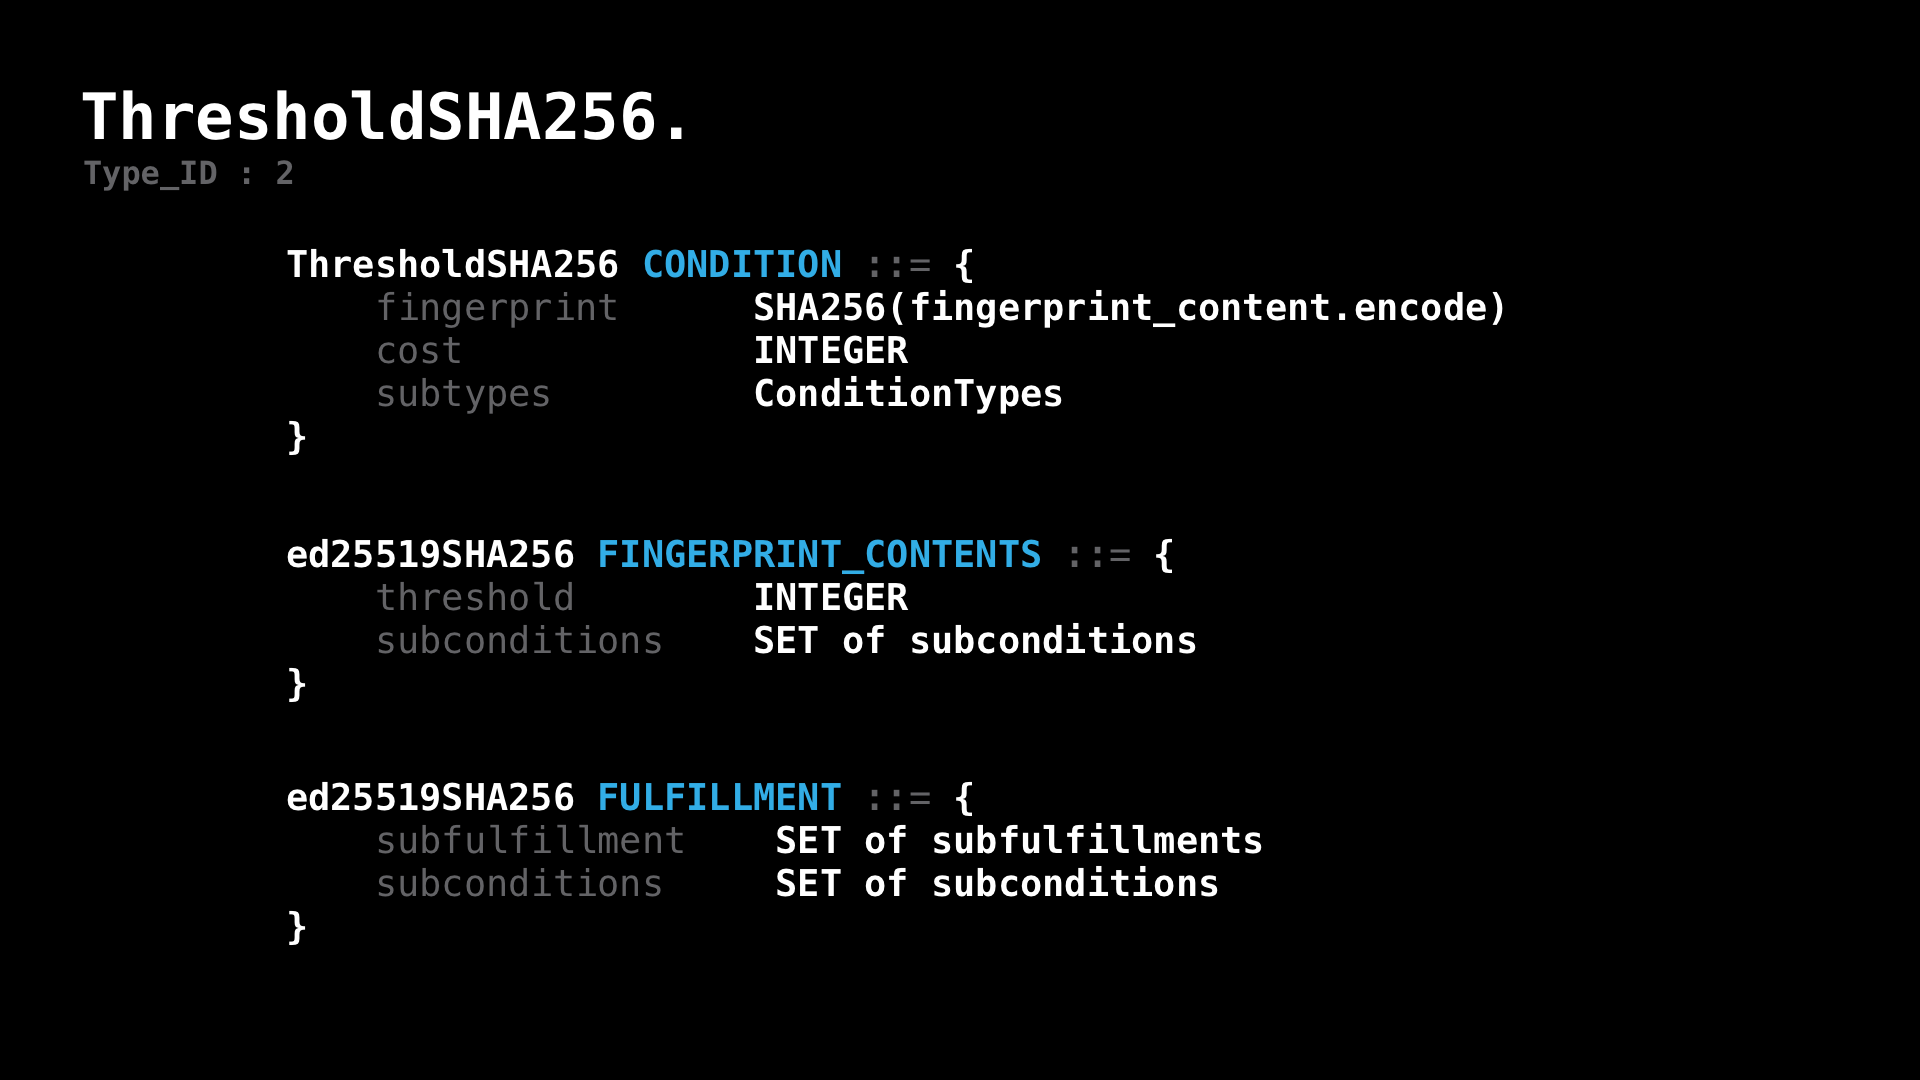 ThresholdSHA256.
Type_ID : 2
ThresholdSHA256 CONDITION ::= {
fingerprint SHA256(fingerprint_content.encode)
cost INTEGER
subtypes ConditionTypes
}
ed25519SHA256 FINGERPRINT_CONTENTS ::= {
threshold INTEGER
subconditions SET of subconditions
}
ed25519SHA256 FULFILLMENT ::= {
subfulfillment SET of subfulfillments
subconditions SET of subconditions
}